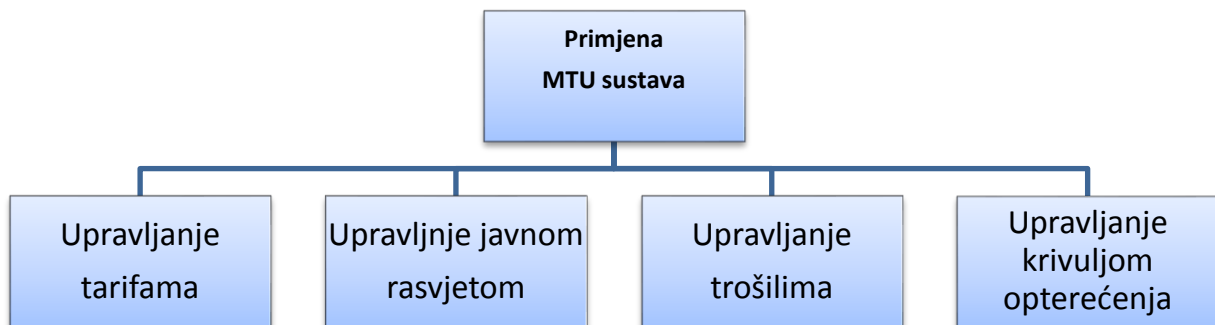 Primjena
MTU sustava
Upravljanje
tarifama
Upravljnje javnom
rasvjetom
Upravljanje
trošilima
Upravljanje
krivuljom
opterećenja